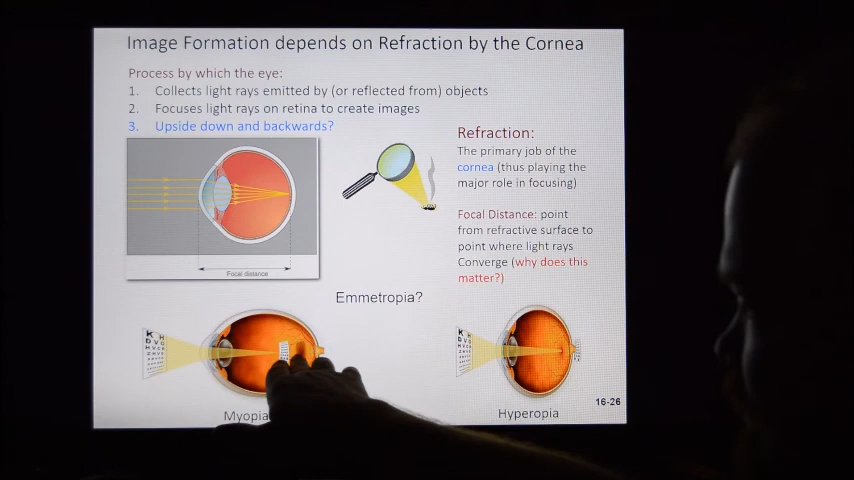 Image Formation depends on Refraction by the Cornea
Process by which the eye:
1. Collects light rays emitted by (or reflected from) objects
2. Focuses light rays on retina to create images
3. Upside down and backwards?
Refraction:
The primary job of the
cornea (thus playing the
major role in focusing)
Focal Distance: point
from refractive surface to
point where light rays
Converge (why does this
matter?)
Focal distance
Emmetropia?
Myopia
Hyperopia
16-26